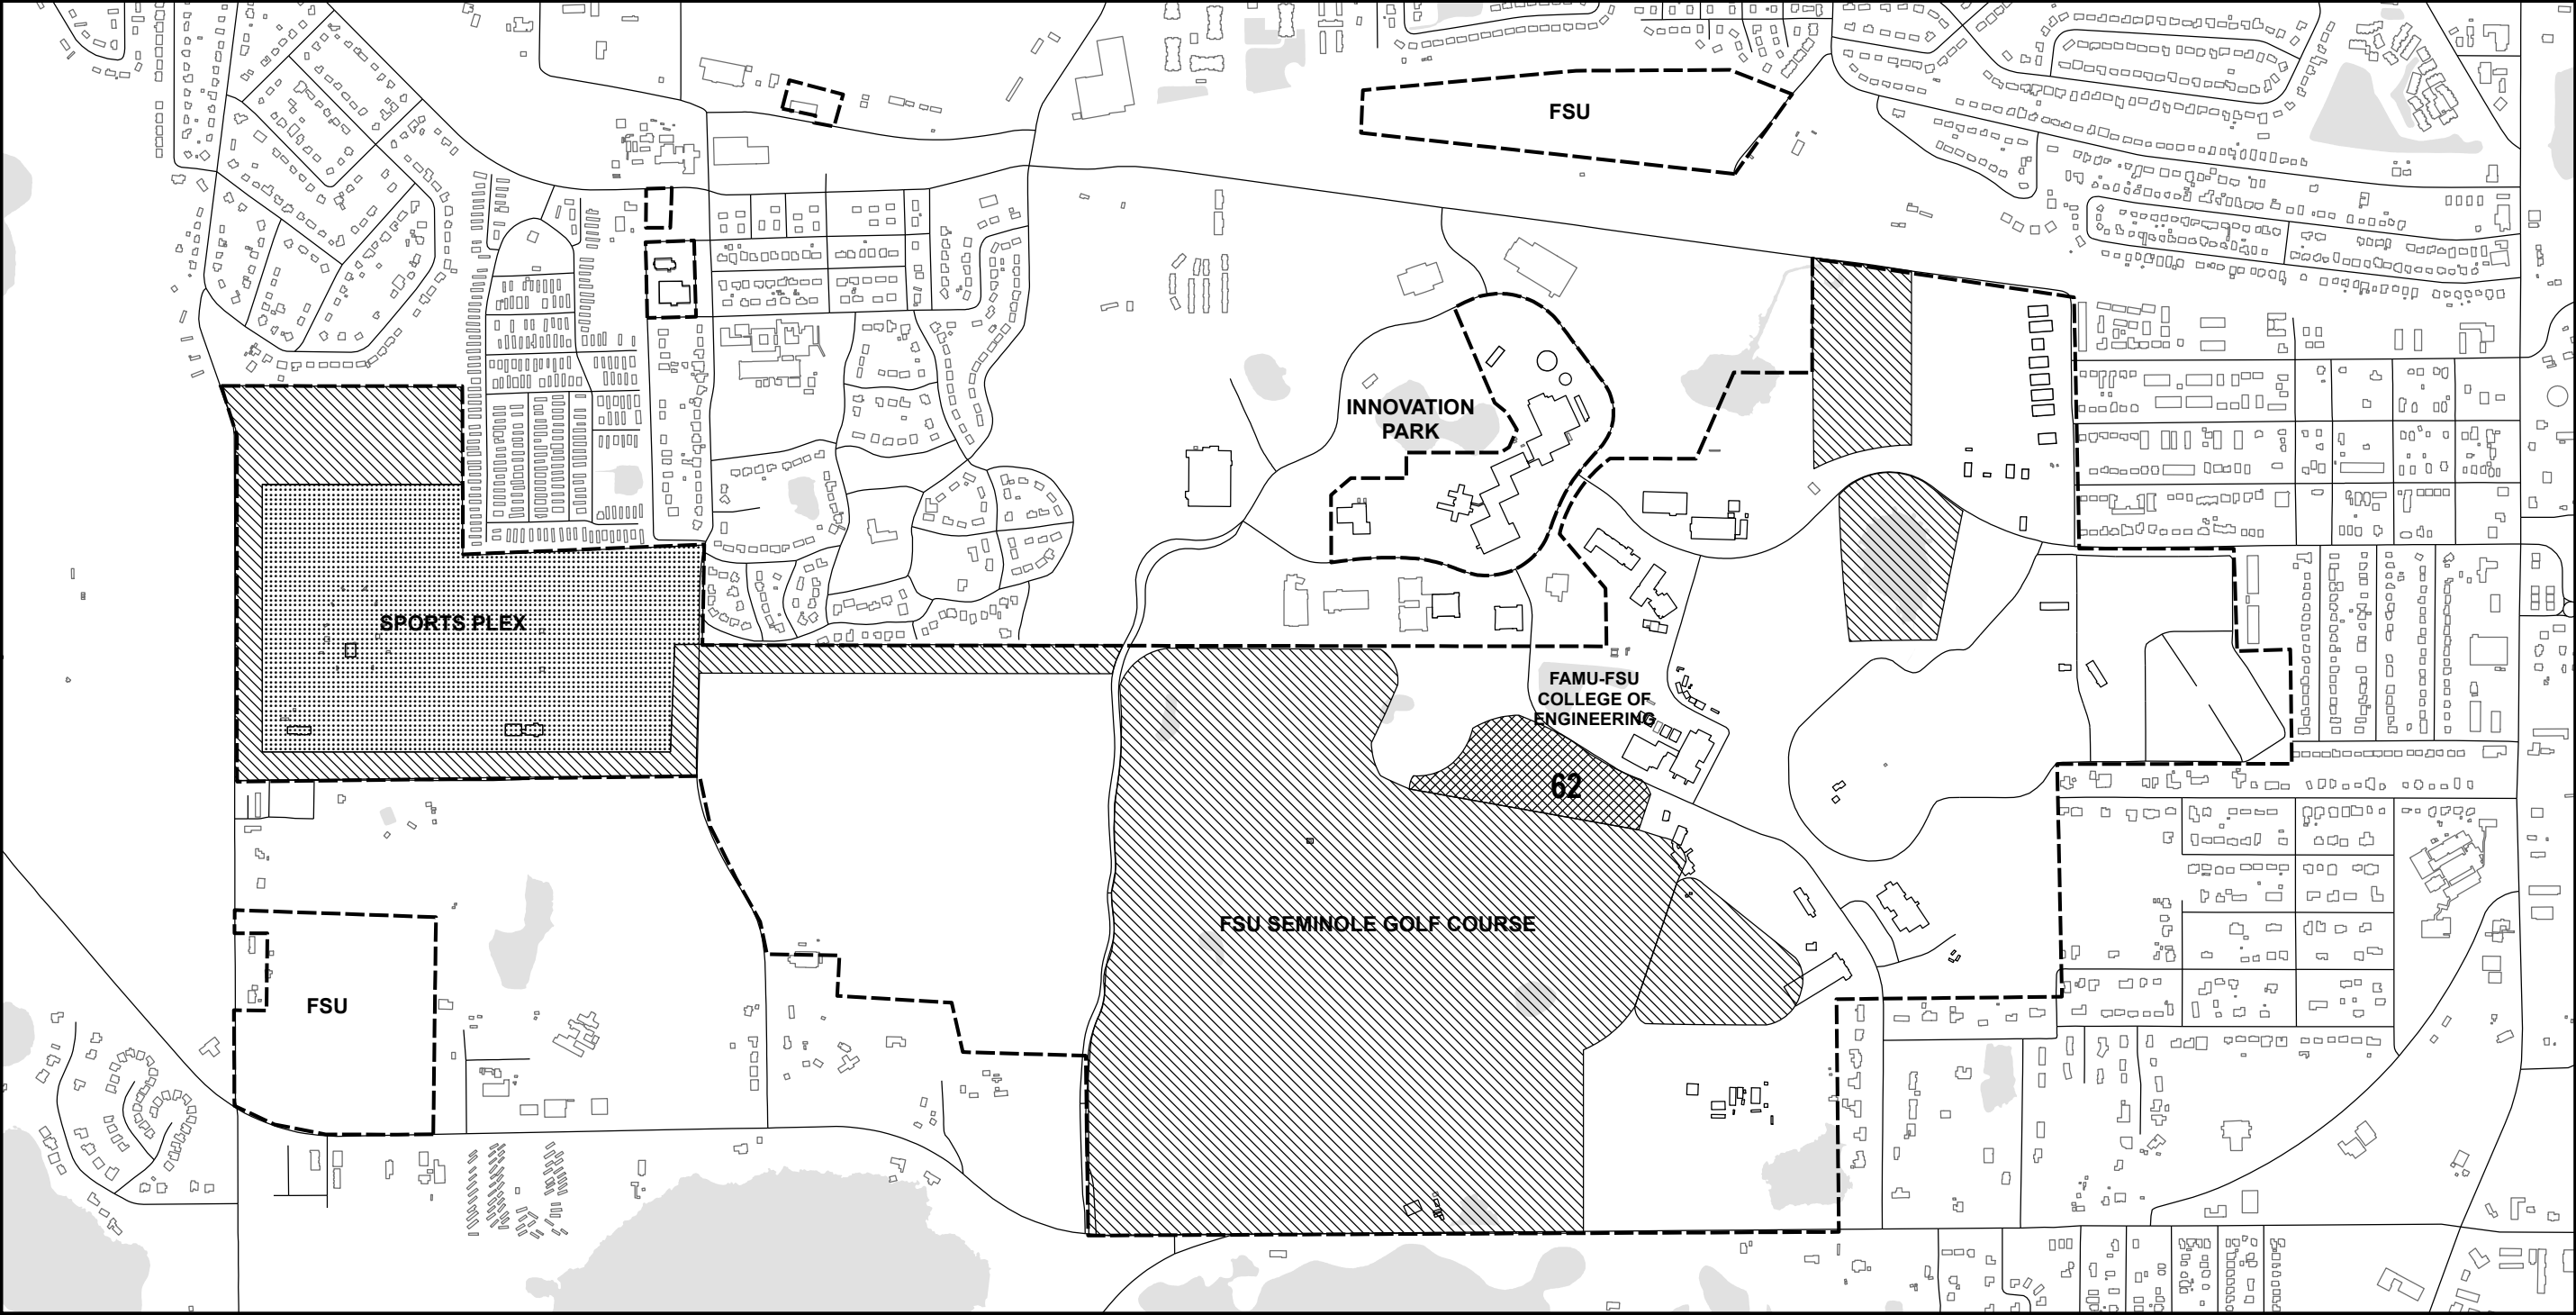 FSU
INNOVATION
PARK
SPORTS PLEX
FAMU-FSU
COLLEGE OF
ENGINEERING
62
FSU SEMINOLE GOLF COURSE
FSU